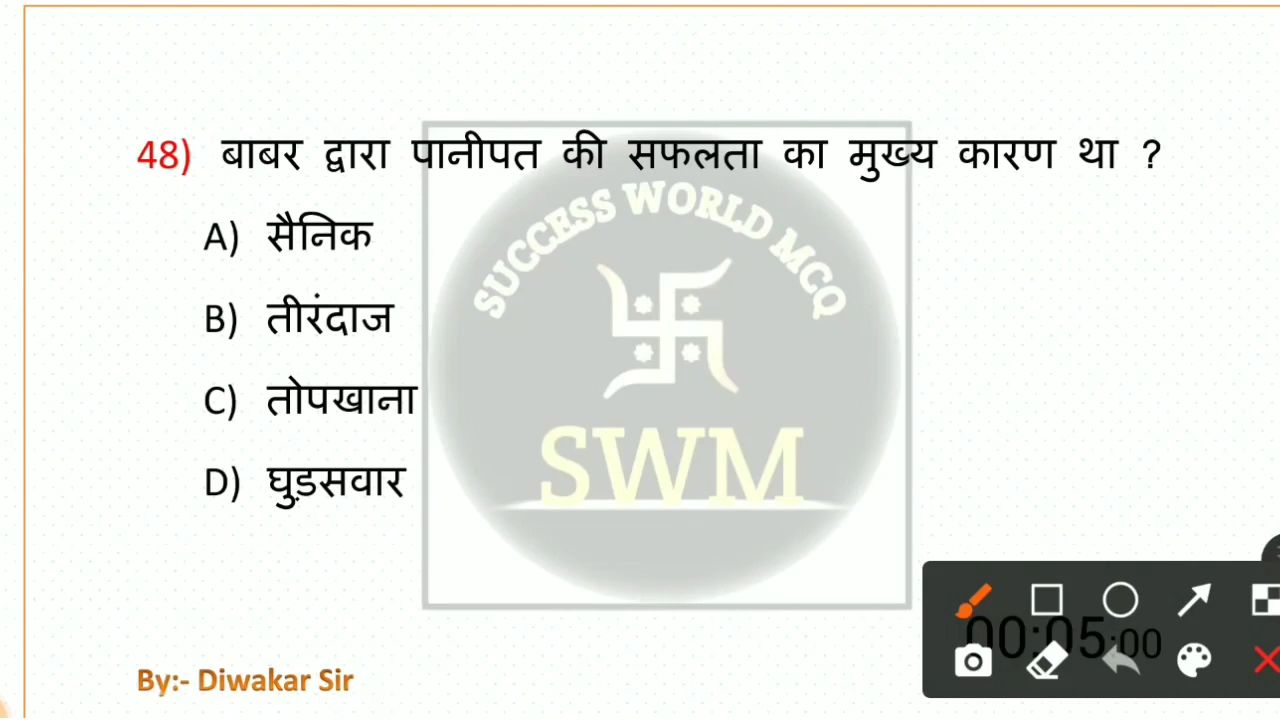 48) बाबर द्वारा पानीपत की सफलता का मुख्य कारण था ?
SUCCESS WORLD MCQ
A) सैनिक
B) तीरंदाज
C) तोपखाना
D) घुड़सवार
SWM
00:05:00
By:- Diwakar Sir